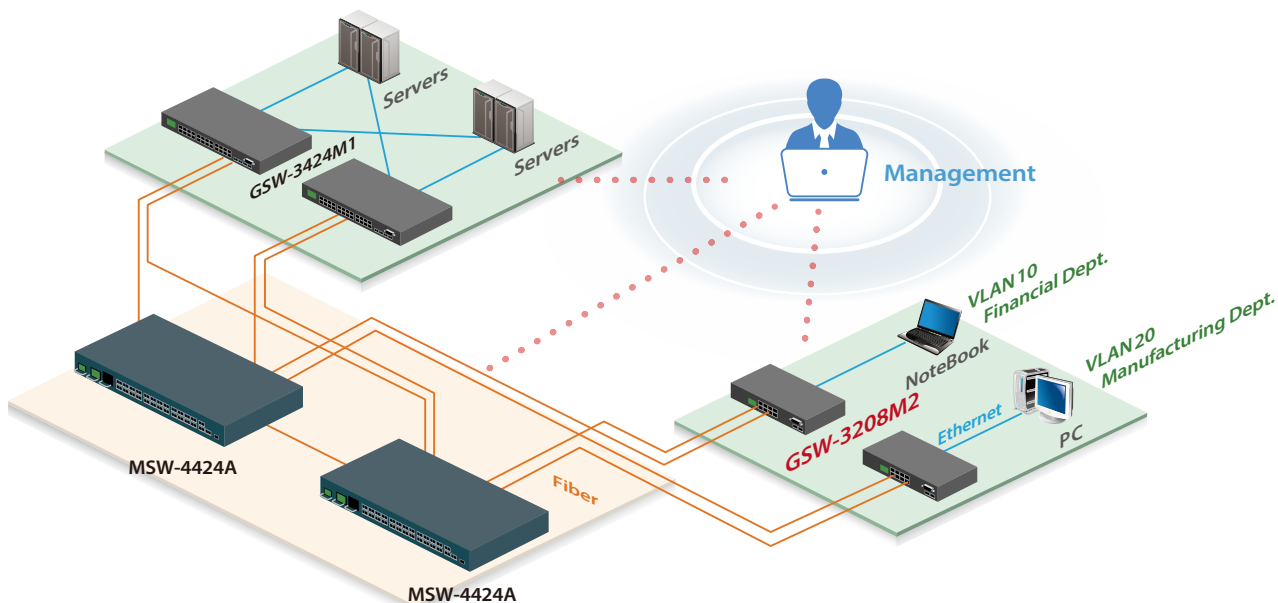 Servers
Servers
GSW-3424M1
Management
VLAN 10
Financial Dept.
VLAN 20
Manufacturing Dept.
NoteBook
GSW-3208M2
Ethernet
PC
MSW-4424A
Fiber
MSW-4424A